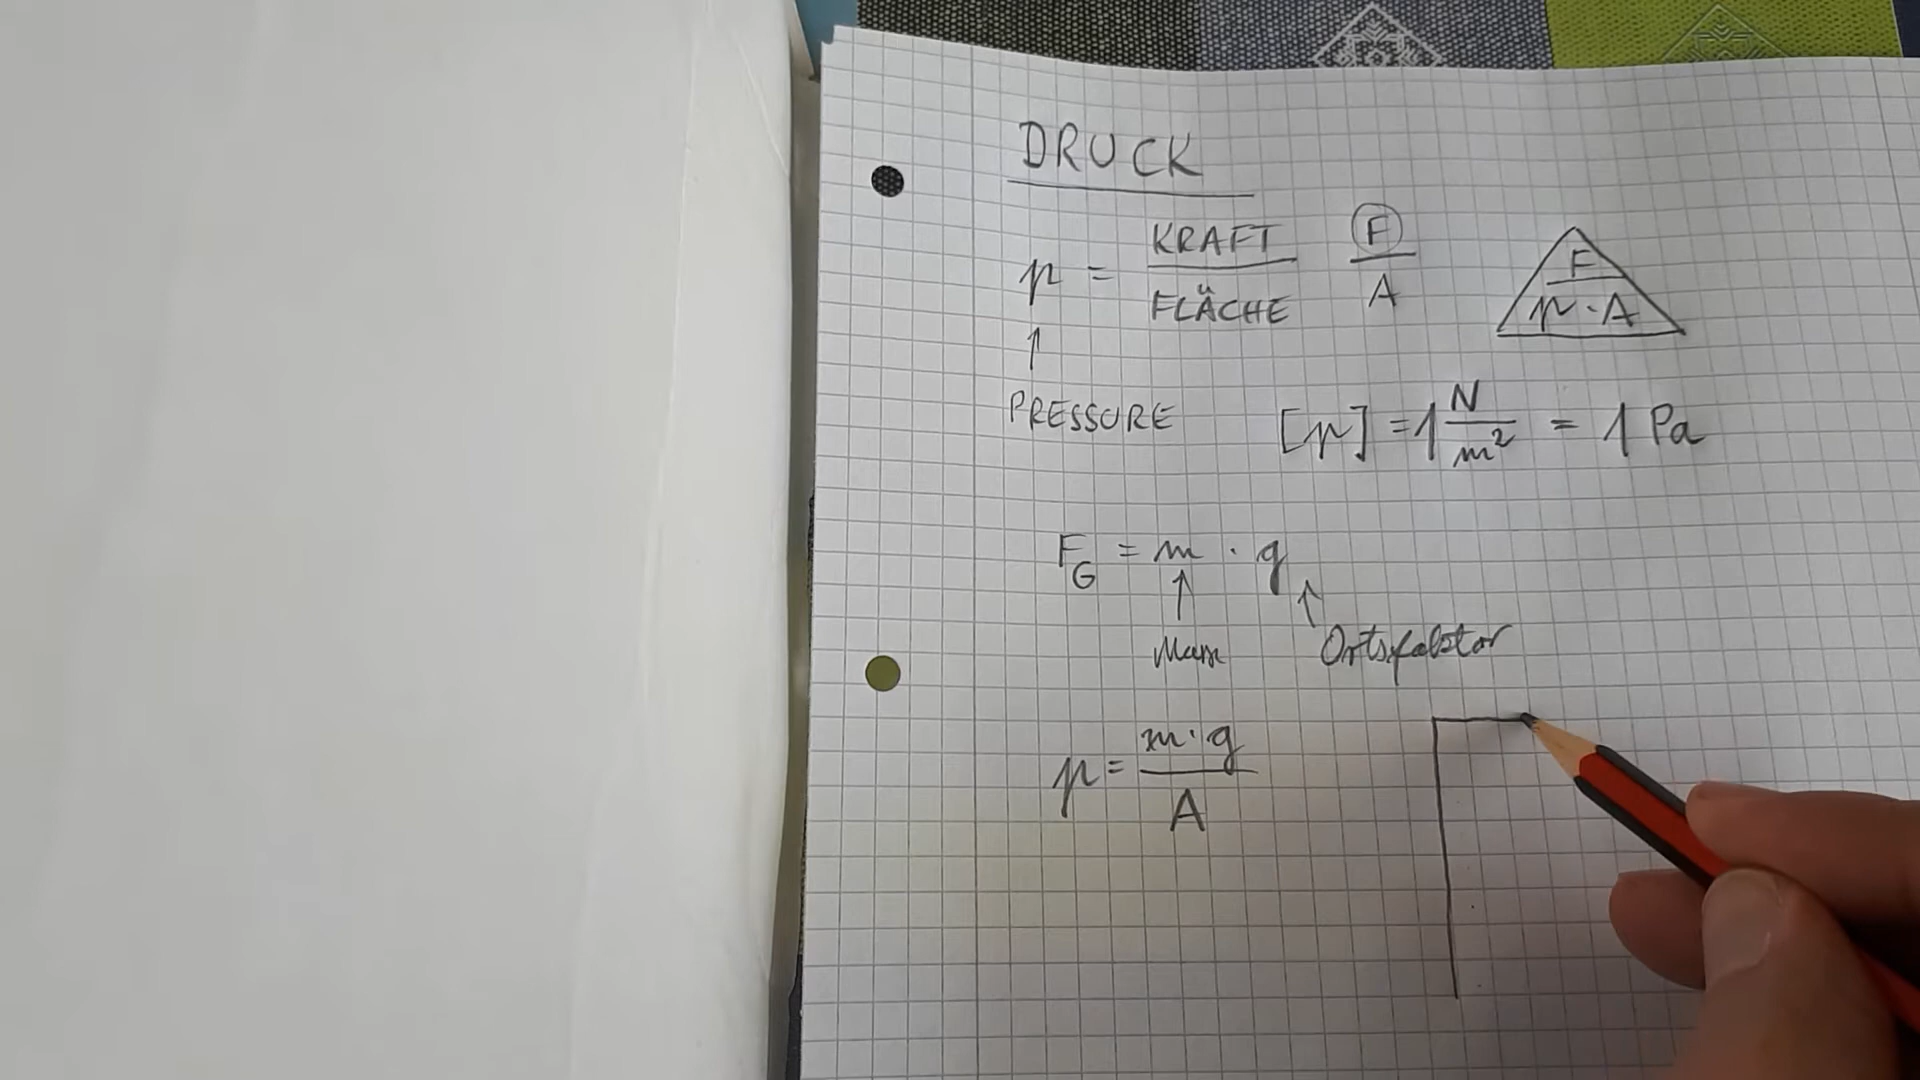 DRUCK
p = KRAFT/FLÄCHE F/A
F
p · A
↑
PRESSURE [p] = 1 N/m² = 1 Pa
F_G = m · g
↑ ↑
Masse Ortsfaktor
p = m · g/A